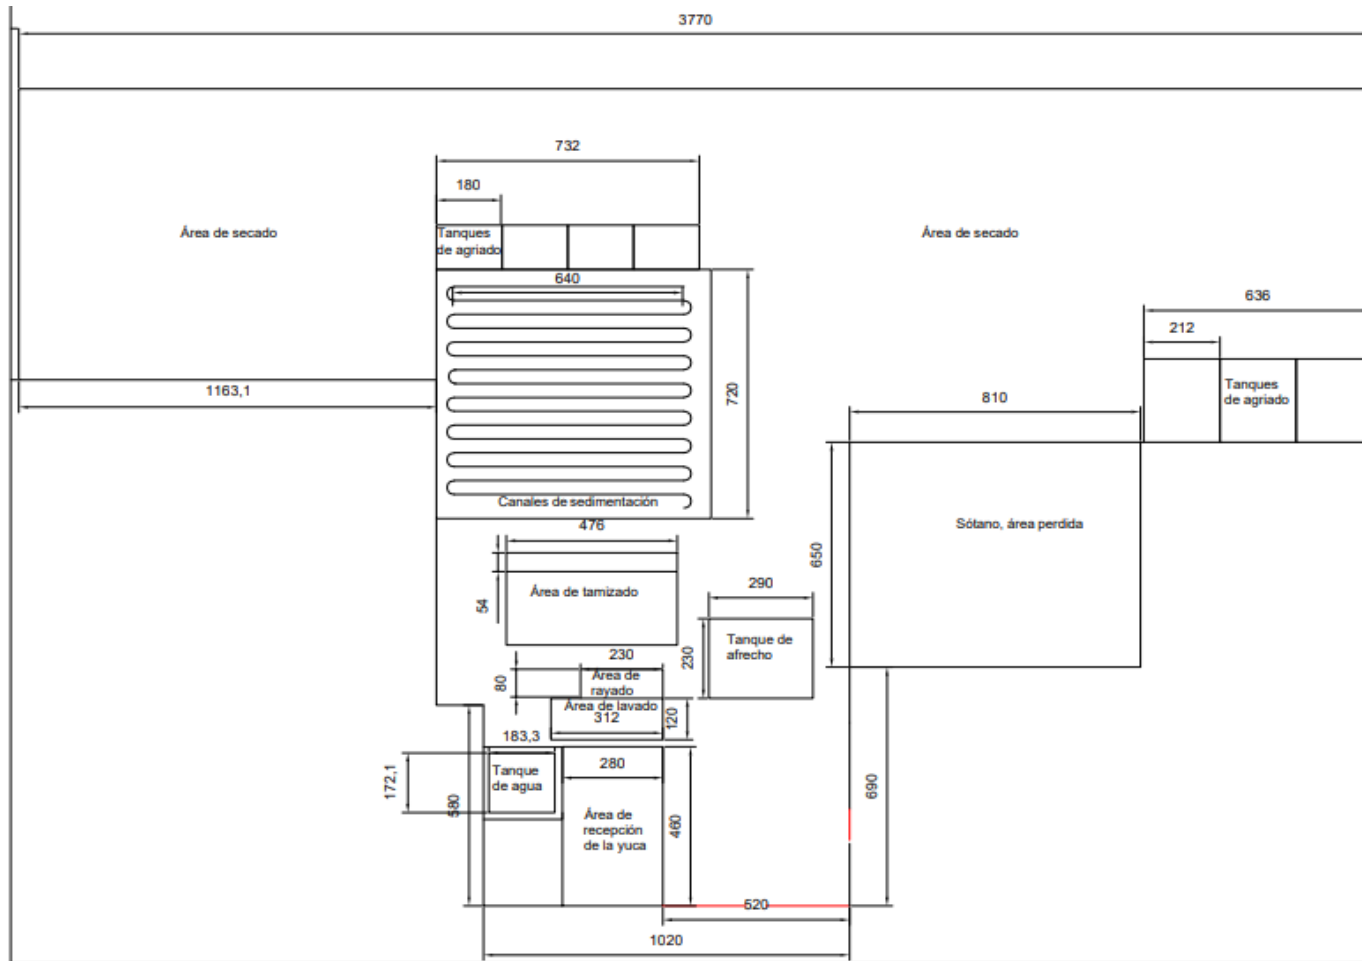 3770
732
180
Área de secado
Tanques
de agriado
Área de secado
640
636
212
1163,1
720
810
Tanques
de agriado
Canales de sedimentación
476
Sótano, área perdida
650
54
Área de tamizado
290
230
Tanque de
afrecho
230
80
Área de
rayado
Área de lavado
312
120
183,3
172,1
Tanque
de agua
280
580
Área de
recepción
de la yuca
460
690
520
1020